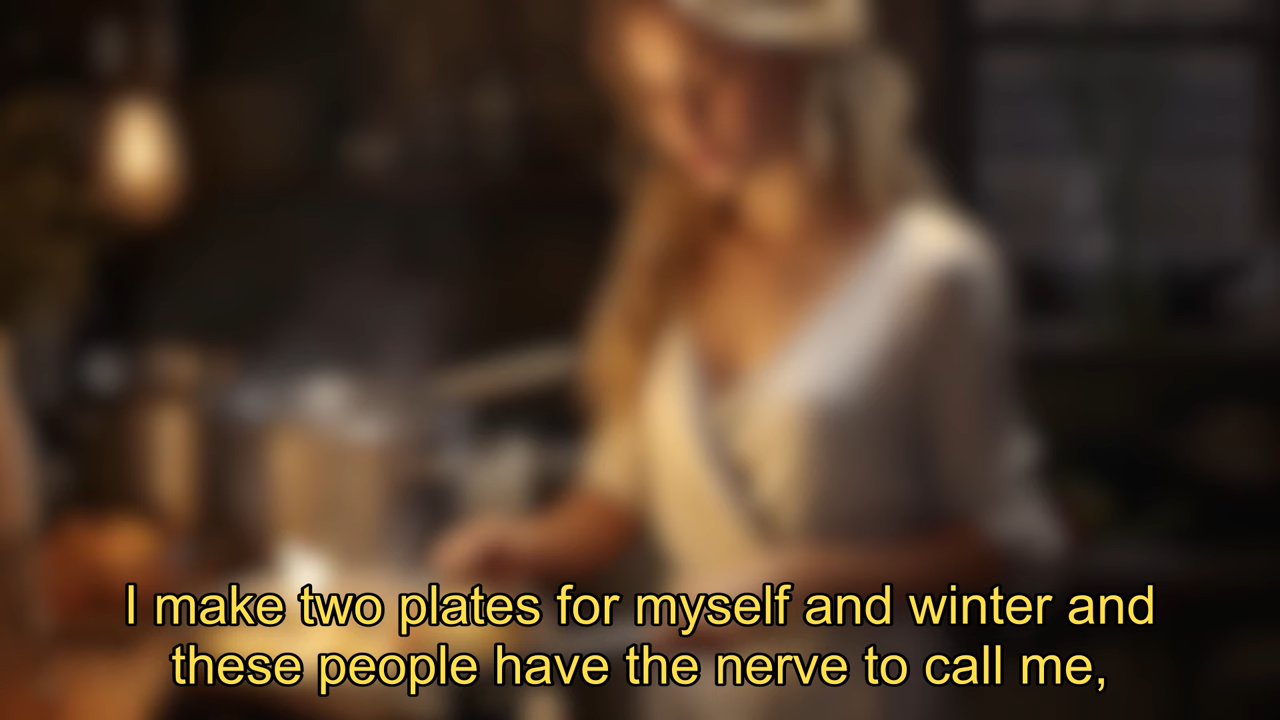 I make two plates for myself and winter and
these people have the nerve to call me,